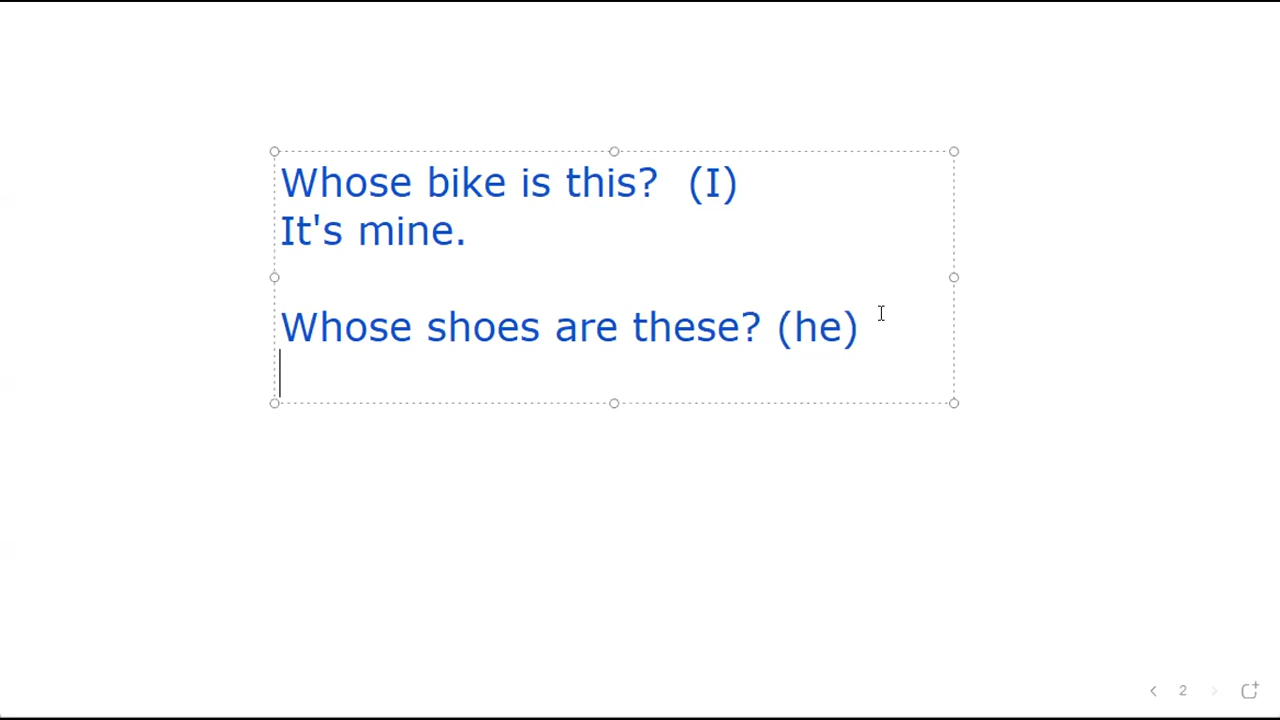 Whose bike is this?  (I)
It's mine.
Whose shoes are these? (he)
2